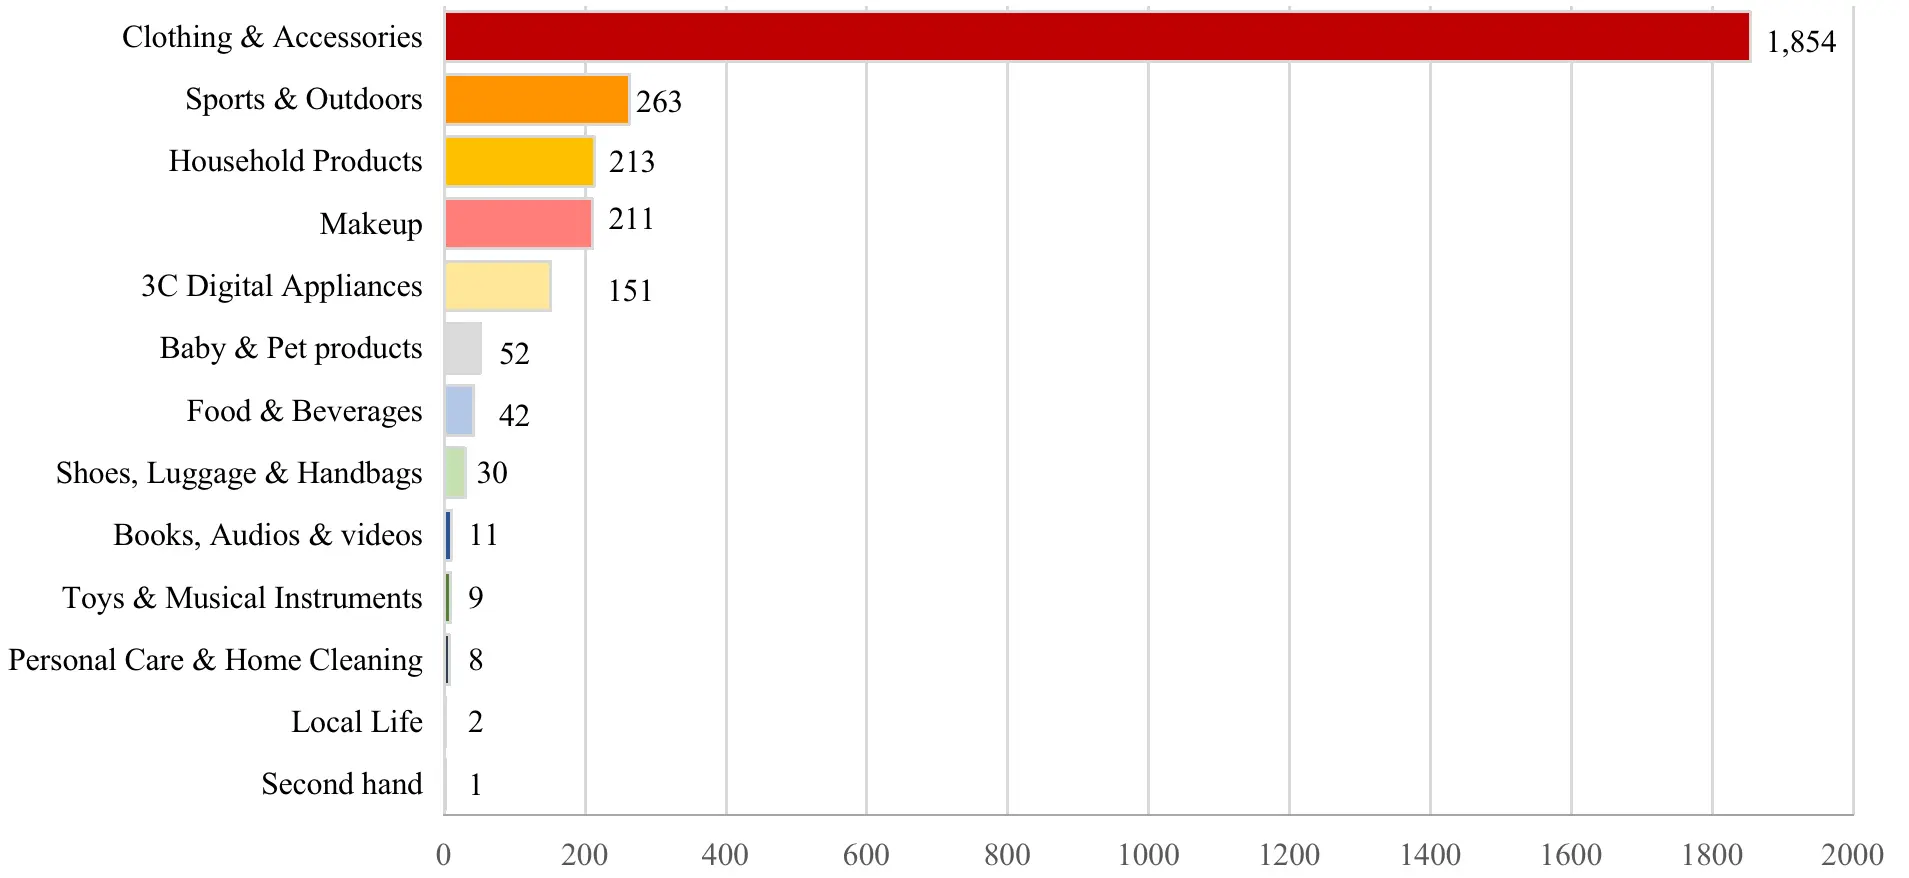 Clothing & Accessories 1,854
Sports & Outdoors 263
Household Products 213
Makeup 211
3C Digital Appliances 151
Baby & Pet products 52
Food & Beverages 42
Shoes, Luggage & Handbags 30
Books, Audios & videos 11
Toys & Musical Instruments 9
Personal Care & Home Cleaning 8
Local Life 2
Second hand 1
0 200 400 600 800 1000 1200 1400 1600 1800 2000